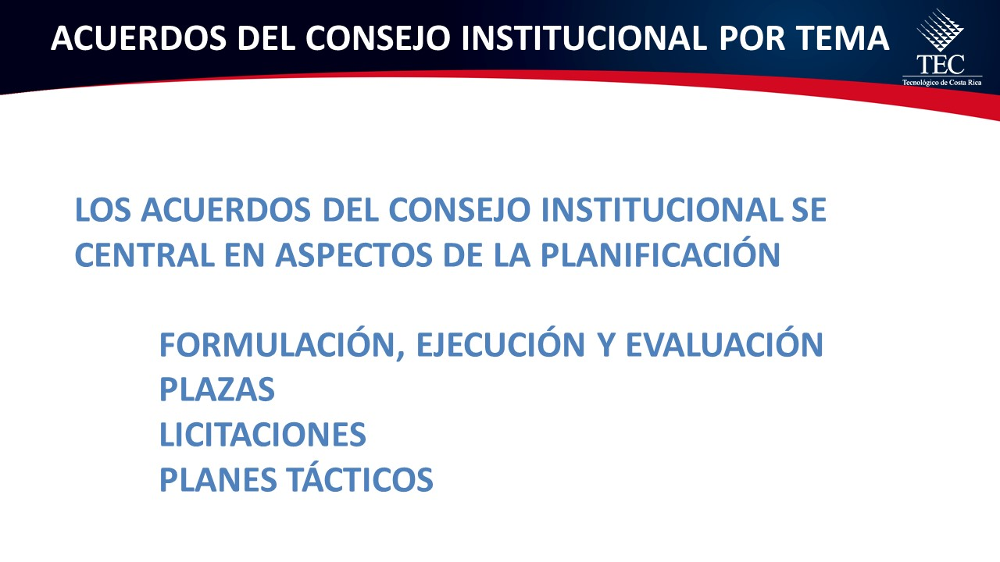 ACUERDOS DEL CONSEJO INSTITUCIONAL POR TEMA
TEC
Tecnológico de Costa Rica
LOS ACUERDOS DEL CONSEJO INSTITUCIONAL SE
CENTRAL EN ASPECTOS DE LA PLANIFICACIÓN
FORMULACIÓN, EJECUCIÓN Y EVALUACIÓN
PLAZAS
LICITACIONES
PLANES TÁCTICOS